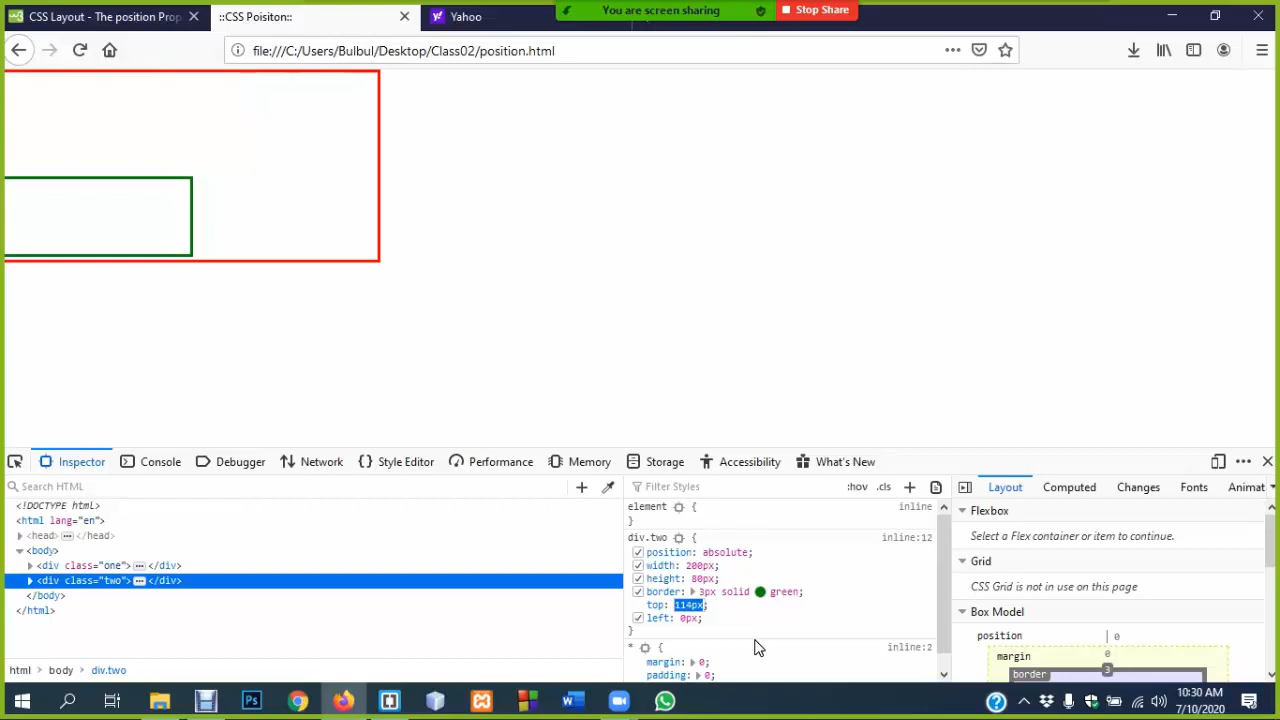 CSS Layout - The position Prop
::CSS Poisiton::
Yahoo
You are screen sharing
Stop Share
file:///C:/Users/Bulbul/Desktop/Class02/position.html
Inspector
Console
Debugger
Network
{} Style Editor
Performance
Memory
Storage
Accessibility
What's New
Search HTML
Filter Styles
:hov .cls
Layout
Computed
Changes
Fonts
Animat
<!DOCTYPE html>
<html lang="en">
<head> ... </head>
<body>
<div class="one"> ... </div>
<div class="two"> ... </div>
</body>
</html>
html > body > div.two
element {
inline
}
div.two {
inline:12
position: absolute;
width: 200px;
height: 80px;
border: 3px solid green;
top: 114px;
left: 0px;
}
* {
inline:2
margin: 0;
padding: 0;
Flexbox
Select a Flex container or item to continue.
Grid
CSS Grid is not in use on this page
Box Model
position 0
margin 0
border 3
10:30 AM
7/10/2020